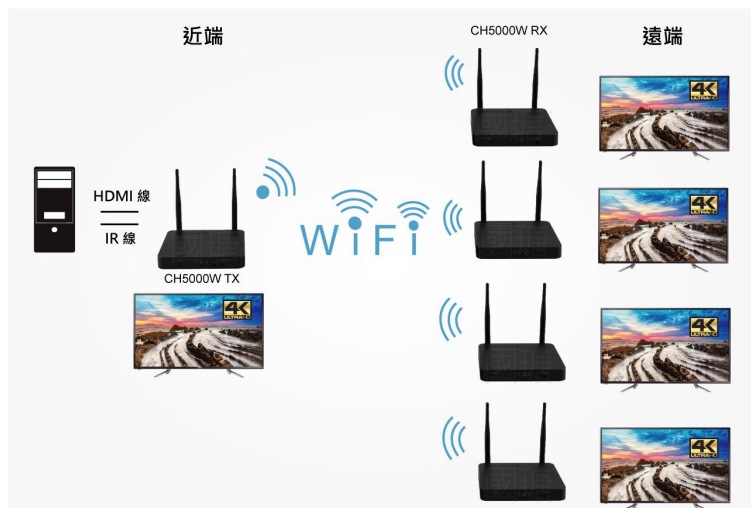 近端
CH5000W RX
遠端
HDMI 線
IR 線
WiFi
CH5000W TX
4K
ULTRA HD
4K
ULTRA HD
4K
ULTRA HD
4K
ULTRA HD
4K
ULTRA HD